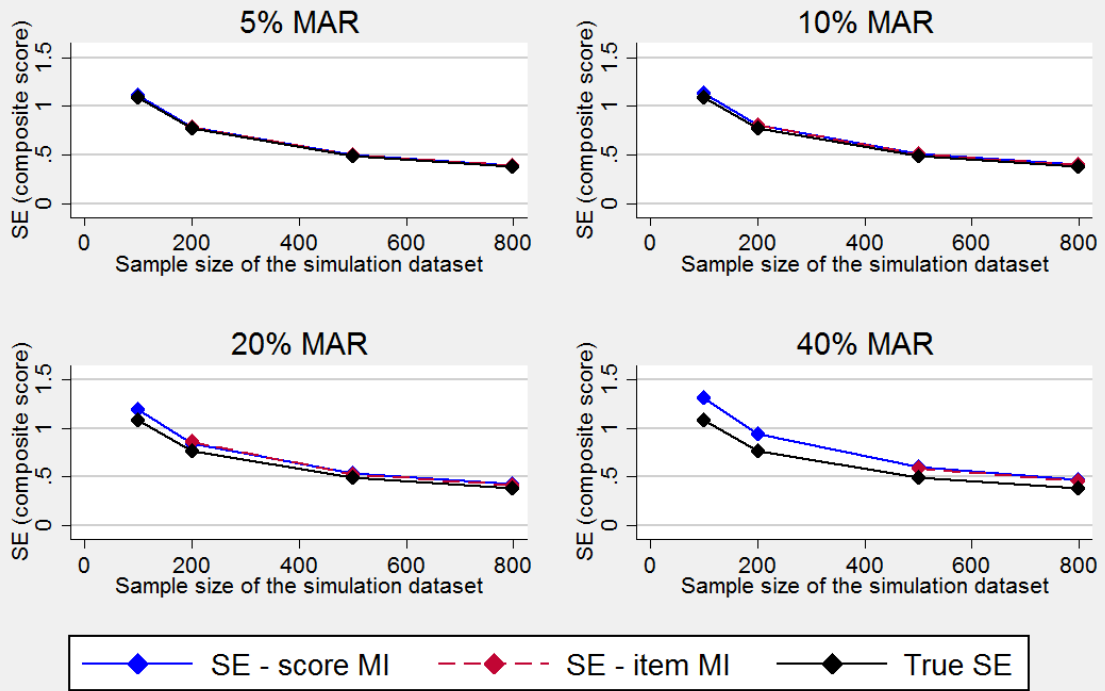 5% MAR
10% MAR
SE (composite score)
1.5
1
.5
0
0 200 400 600 800
Sample size of the simulation dataset
SE (composite score)
1.5
1
.5
0
0 200 400 600 800
Sample size of the simulation dataset
20% MAR
40% MAR
SE (composite score)
1.5
1
.5
0
0 200 400 600 800
Sample size of the simulation dataset
SE (composite score)
1.5
1
.5
0
0 200 400 600 800
Sample size of the simulation dataset
SE - score MI SE - item MI True SE